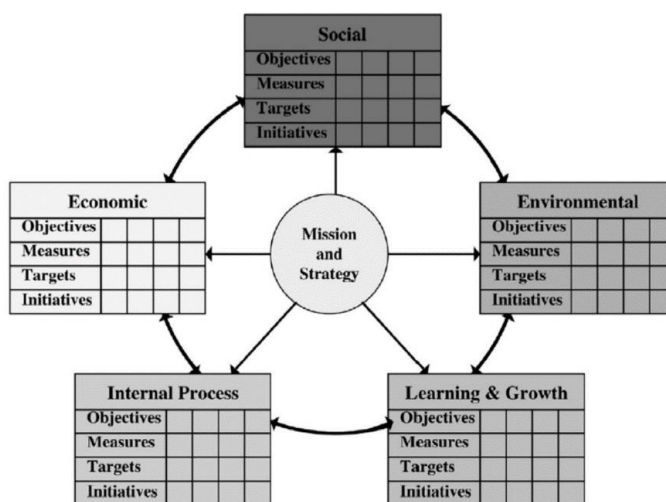 Social
Objectives
Measures
Targets
Initiatives
Economic
Objectives
Measures
Targets
Initiatives
Mission
and
Strategy
Environmental
Objectives
Measures
Targets
Initiatives
Internal Process
Objectives
Measures
Targets
Initiatives
Learning & Growth
Objectives
Measures
Targets
Initiatives